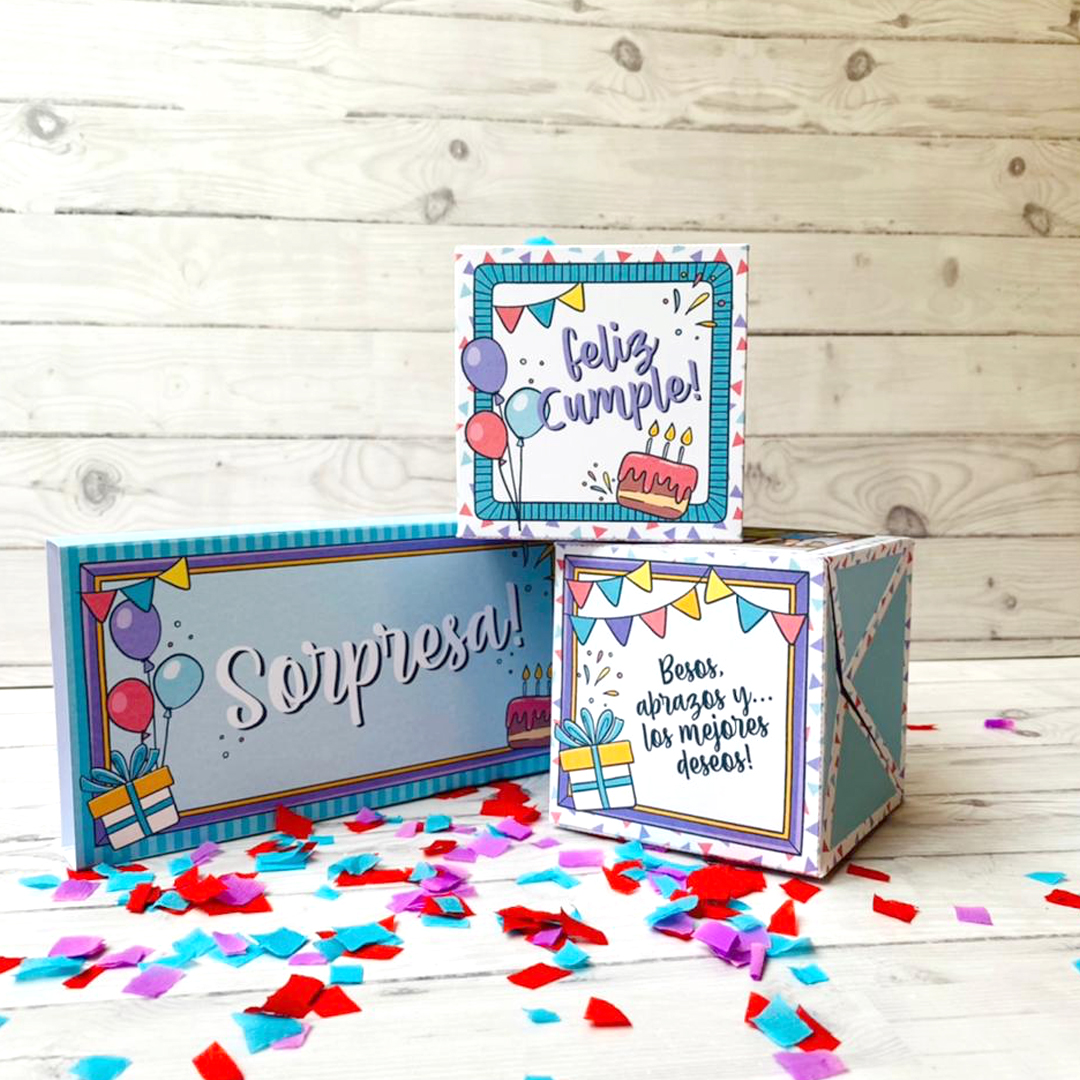 feliz
Cumple!
Sorpresa!
Besos,
abrazos y...
los mejores
deseos!